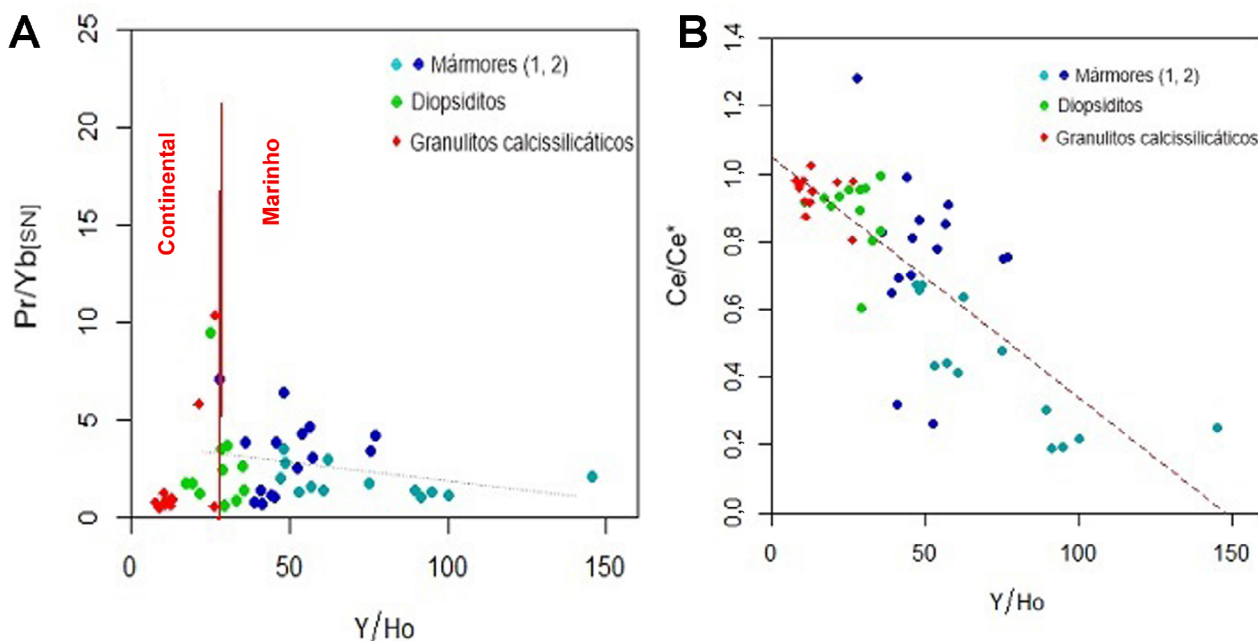 A
Pr/Yb[SN]
25
20
15
10
5
0
Continental
Marinho
Mármores (1, 2)
Diopsiditos
Granulitos calcissilicáticos
0 50 100 150
Y/Ho
B
Ce/Ce*
1,4
1,2
1,0
0,8
0,6
0,4
0,2
0,0
Mármores (1, 2)
Diopsiditos
Granulitos calcissilicáticos
0 50 100 150
Y/Ho